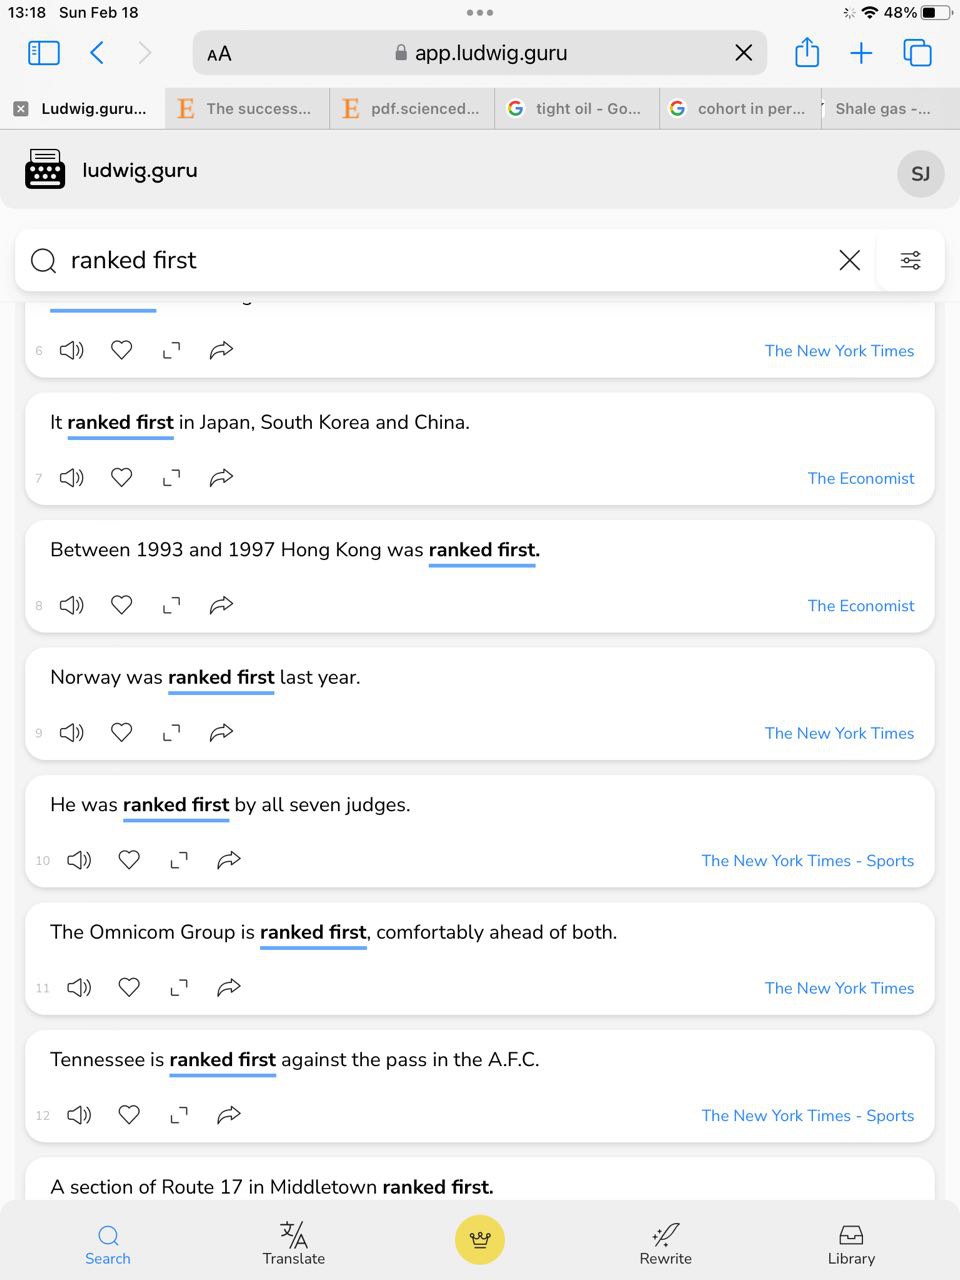 13:18 Sun Feb 18
48%
AA
app.ludwig.guru
Ludwig.guru...
The success...
pdf.scienced...
tight oil - Go...
cohort in per...
Shale gas -...
ludwig.guru
SJ
ranked first
6
The New York Times
It ranked first in Japan, South Korea and China.
7
The Economist
Between 1993 and 1997 Hong Kong was ranked first.
8
The Economist
Norway was ranked first last year.
9
The New York Times
He was ranked first by all seven judges.
10
The New York Times - Sports
The Omnicom Group is ranked first, comfortably ahead of both.
11
The New York Times
Tennessee is ranked first against the pass in the A.F.C.
12
The New York Times - Sports
A section of Route 17 in Middletown ranked first.
Search
Translate
Rewrite
Library